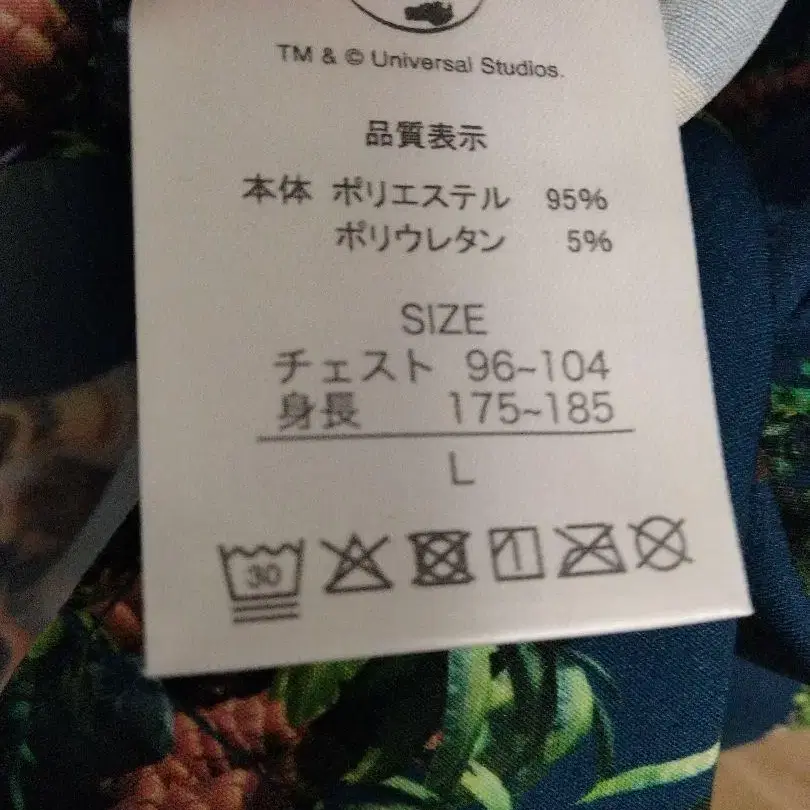 TM & © Universal Studios.
品質表示
本体 ポリエステル 95%
ポリウレタン 5%
SIZE
チェスト 96~104
身長 175~185
L
30